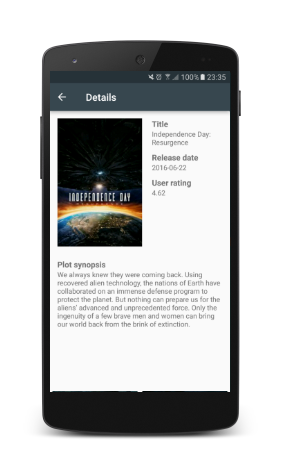 100% 23:35
Details
Title
Independence Day:
Resurgence
Release date
2016-06-22
User rating
4.62
INDEPENDENCE DAY
Plot synopsis
We always knew they were coming back. Using
recovered alien technology, the nations of Earth have
collaborated on an immense defense program to
protect the planet. But nothing can prepare us for the
aliens' advanced and unprecedented force. Only the
ingenuity of a few brave men and women can bring
our world back from the brink of extinction.